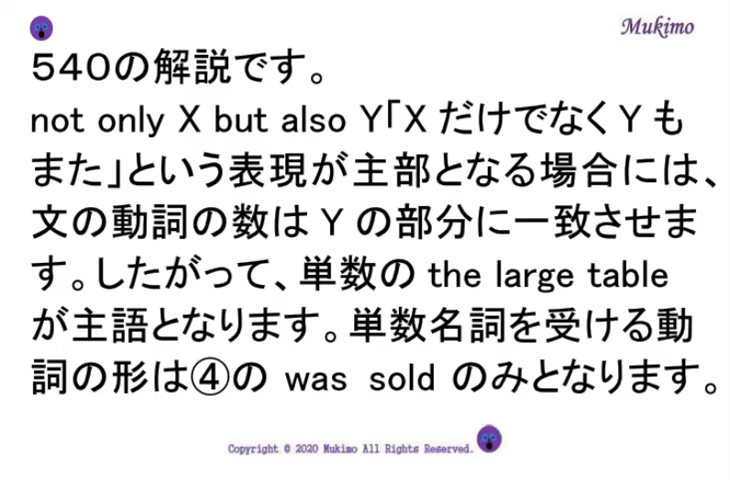 Mukimo
５４０の解説です。
not only X but also Y「X だけでなく Y も
また」という表現が主部となる場合には、
文の動詞の数は Y の部分に一致させま
す。したがって、単数の the large table
が主語となります。単数名詞を受ける動
詞の形は④の was sold のみとなります。
Copyright © 2020 Mukimo All Rights Reserved.